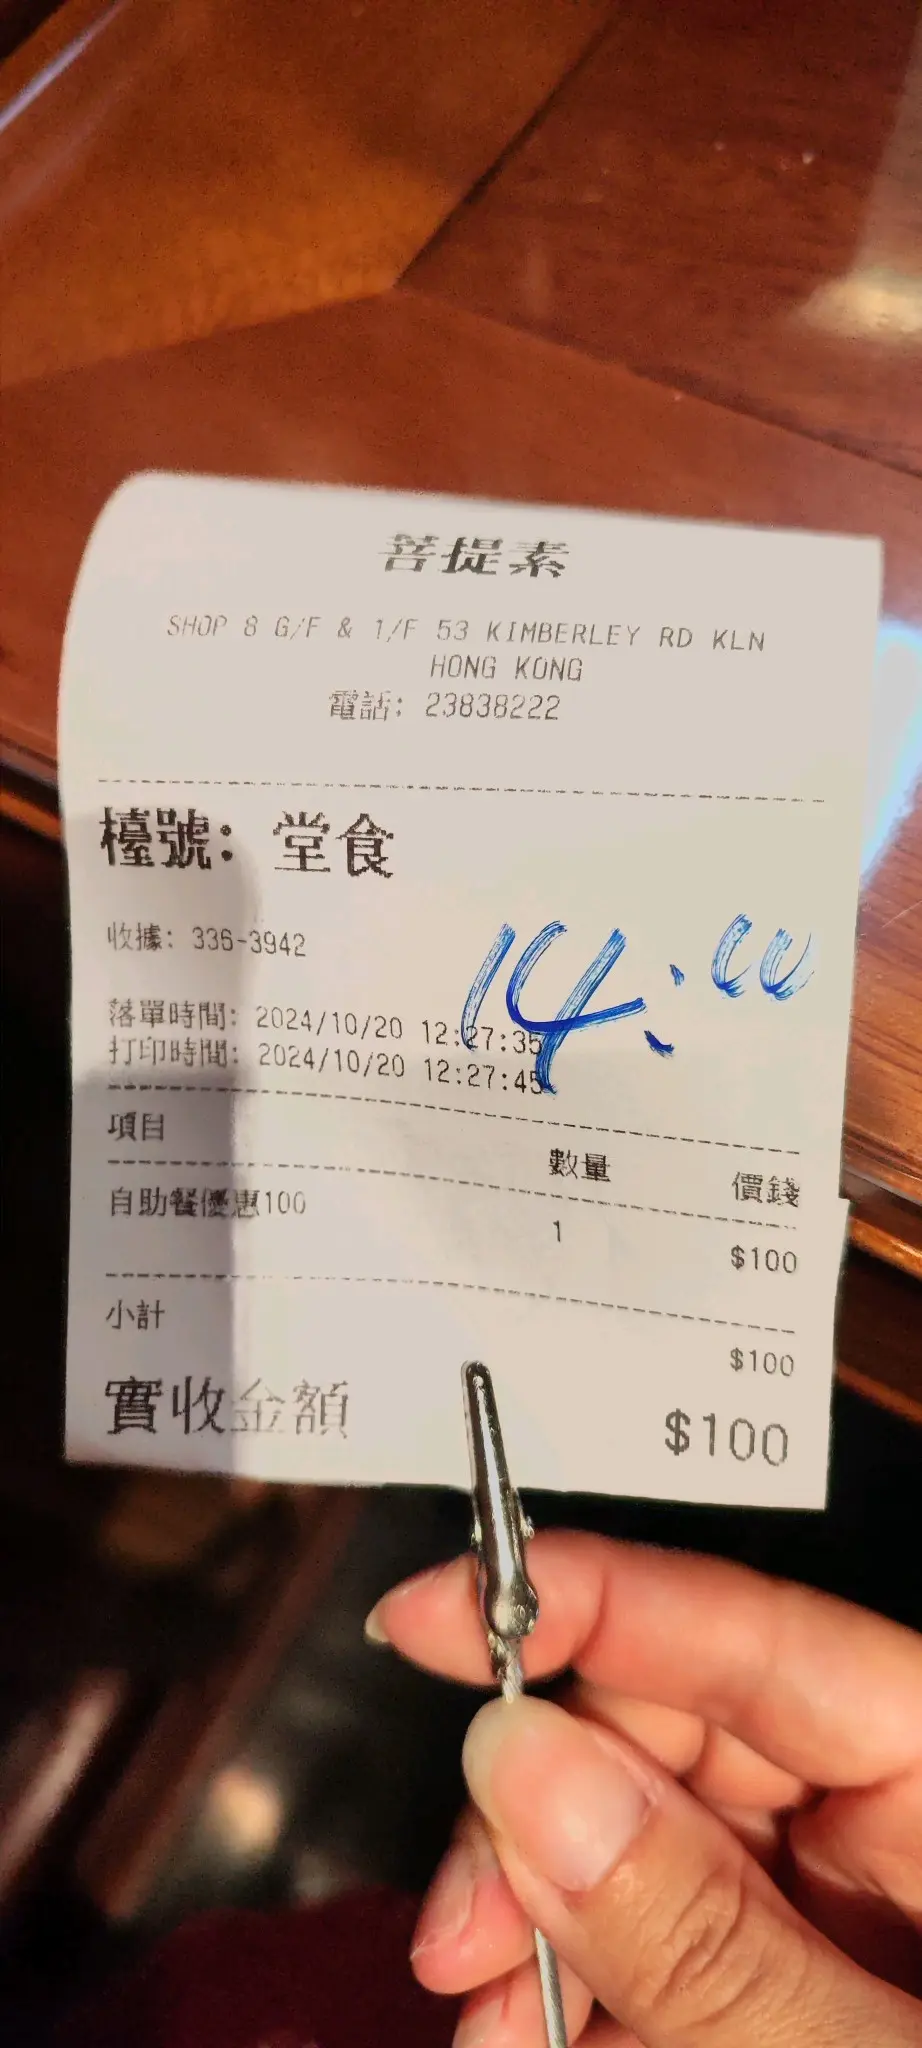 菩提素
SHOP 8 G/F & 1/F 53 KIMBERLEY RD KLN
HONG KONG
電話: 23838222
檯號: 堂食
收據: 336-3942
14:00
落單時間: 2024/10/20 12:27:35
打印時間: 2024/10/20 12:27:45
項目 數量 價錢
自助餐優惠100 1 $100
小計 $100
實收金額 $100